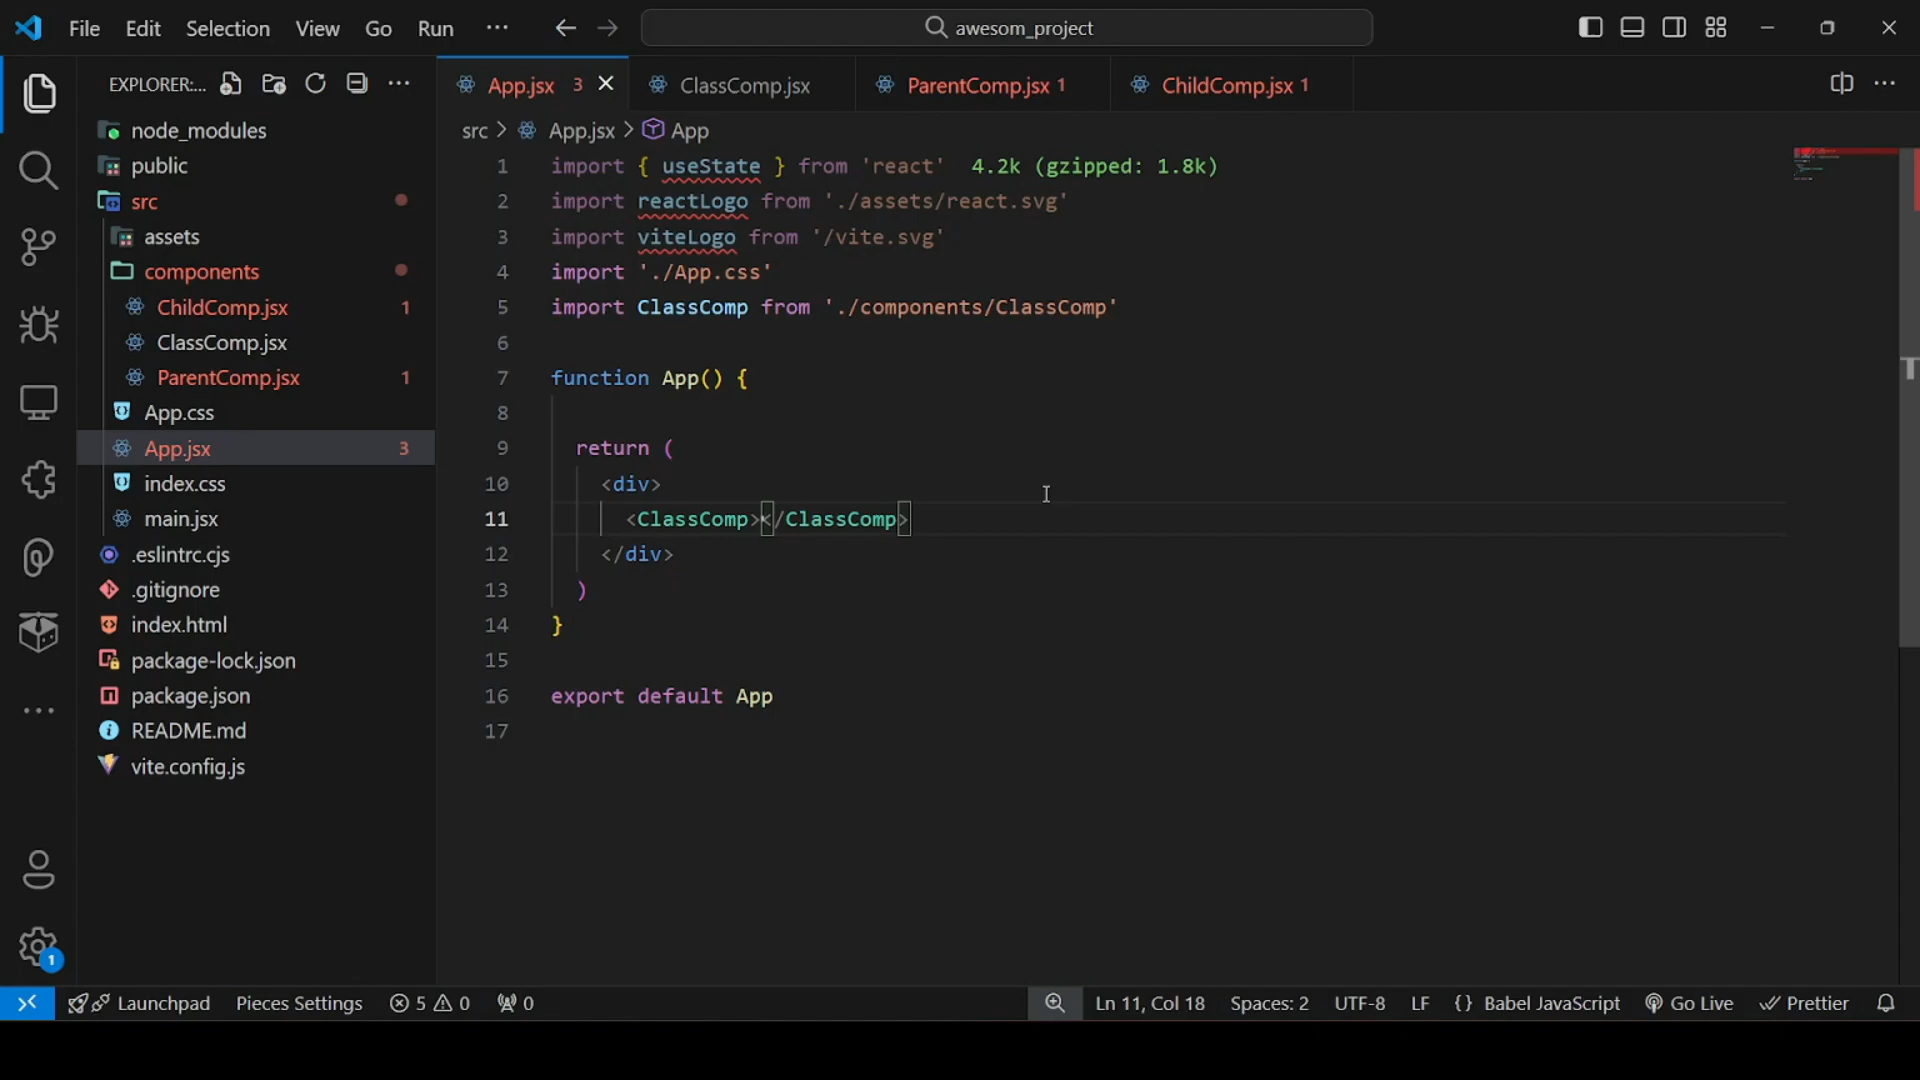 File Edit Selection View Go Run ··· awesom_project
EXPLORER:... ···
App.jsx 3 ClassComp.jsx ParentComp.jsx 1 ChildComp.jsx 1 ···
src > App.jsx > App
node_modules
public
src
assets
components
ChildComp.jsx 1
ClassComp.jsx
ParentComp.jsx 1
App.css
App.jsx 3
index.css
main.jsx
.eslintrc.cjs
.gitignore
index.html
package-lock.json
package.json
README.md
vite.config.js
1 import { useState } from 'react' 4.2k (gzipped: 1.8k)
2 import reactLogo from './assets/react.svg'
3 import viteLogo from '/vite.svg'
4 import './App.css'
5 import ClassComp from './components/ClassComp'
6
7 function App() {
8
9 return (
10 <div>
11 <ClassComp></ClassComp>
12 </div>
13 )
14 }
15
16 export default App
17
1
Launchpad Pieces Settings 5 0 0 Ln 11, Col 18 Spaces: 2 UTF-8 LF {} Babel JavaScript Go Live Prettier